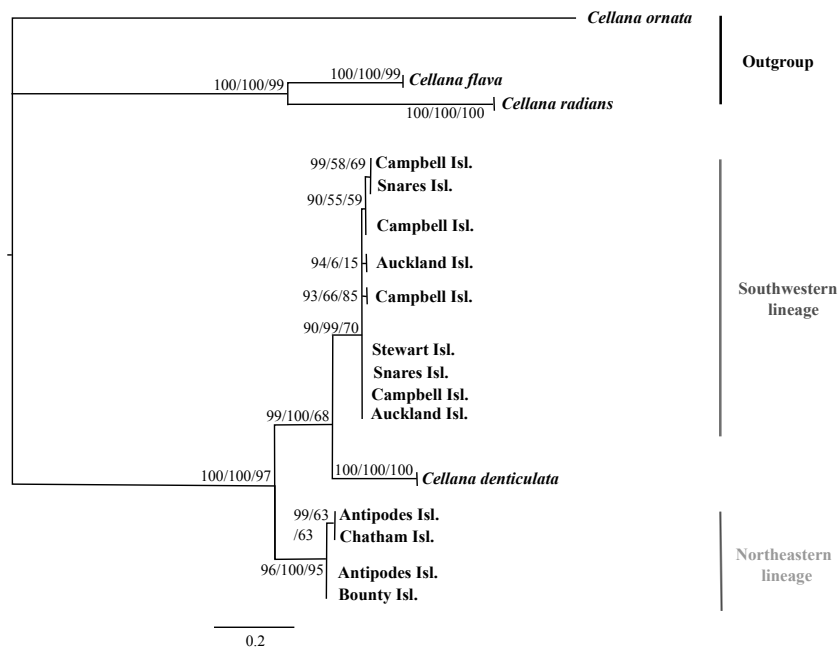 Cellana ornata
Outgroup
100/100/99
Cellana flava
100/100/99
Cellana radians
100/100/100
99/58/69
Campbell Isl.
Snares Isl.
90/55/59
Campbell Isl.
94/6/15
Auckland Isl.
Southwestern
lineage
93/66/85
Campbell Isl.
90/99/70
Stewart Isl.
Snares Isl.
Campbell Isl.
Auckland Isl.
99/100/68
100/100/97
100/100/100
Cellana denticulata
99/63
/63
Antipodes Isl.
Chatham Isl.
Northeastern
lineage
96/100/95
Antipodes Isl.
Bounty Isl.
0.2